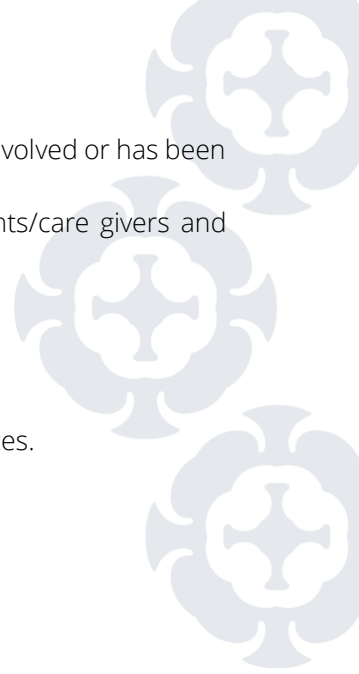 volved or has been
nts/care givers and
es.